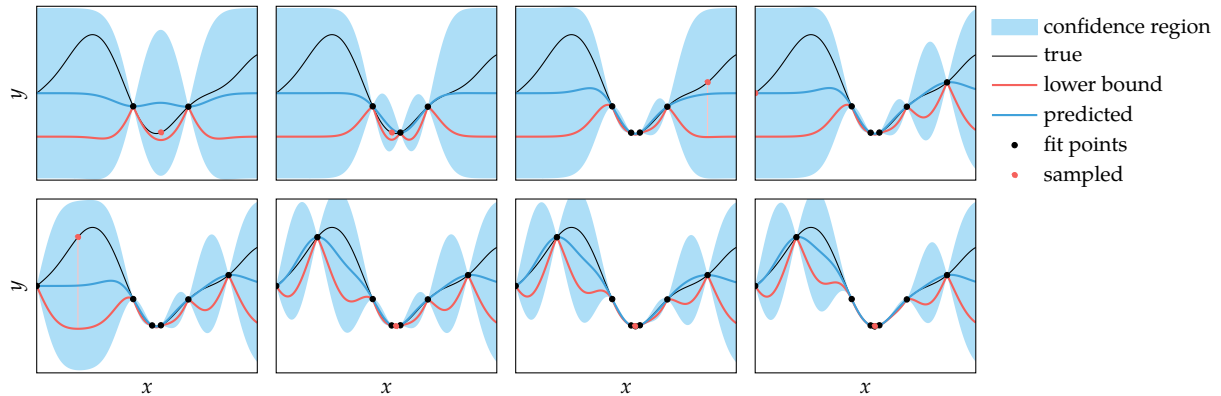 y
confidence region
true
lower bound
predicted
fit points
sampled
y
x
x
x
x